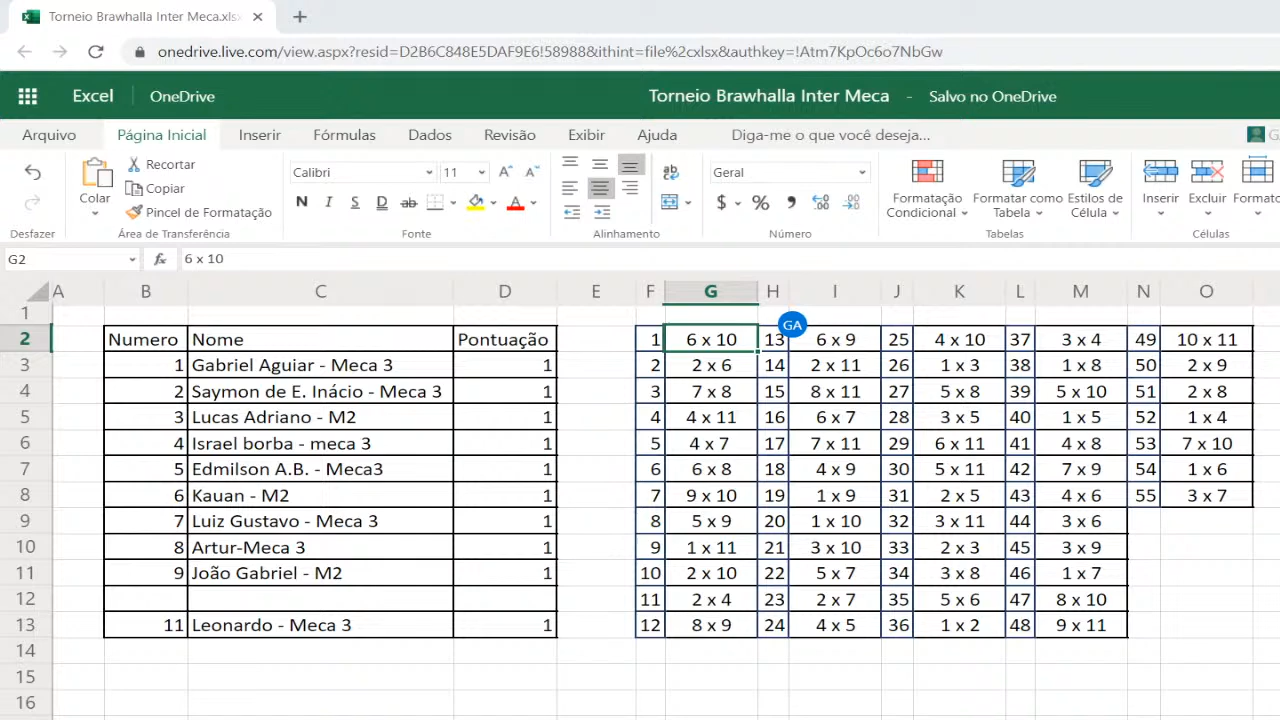 Torneio Brawhalla Inter Meca.xlsx
onedrive.live.com/view.aspx?resid=D2B6C848E5DAF9E6!58988&ithint=file%2cxlsx&authkey=!Atm7KpOc6o7NbGw
Excel OneDrive Torneio Brawhalla Inter Meca - Salvo no OneDrive
Arquivo Página Inicial Inserir Fórmulas Dados Revisão Exibir Ajuda Diga-me o que você deseja... G
Colar Recortar Copiar Pincel de Formatação
Calibri 11 Geral
N I S D ab ab $ % Formatação Condicional Formatar como Tabela Estilos de Célula Inserir Excluir Formato
Desfazer Área de Transferência Fonte Alinhamento Número Tabelas Células
G2 fx 6 x 10
A B C D E F G H I J K L M N O
1 GA
2 Numero Nome Pontuação 1 6 x 10 13 6 x 9 25 4 x 10 37 3 x 4 49 10 x 11
3 1 Gabriel Aguiar - Meca 3 1 2 2 x 6 14 2 x 11 26 1 x 3 38 1 x 8 50 2 x 9
4 2 Saymon de E. Inácio - Meca 3 1 3 7 x 8 15 8 x 11 27 5 x 8 39 5 x 10 51 2 x 8
5 3 Lucas Adriano - M2 1 4 4 x 11 16 6 x 7 28 3 x 5 40 1 x 5 52 1 x 4
6 4 Israel borba - meca 3 1 5 4 x 7 17 7 x 11 29 6 x 11 41 4 x 8 53 7 x 10
7 5 Edmilson A.B. - Meca3 1 6 6 x 8 18 4 x 9 30 5 x 11 42 7 x 9 54 1 x 6
8 6 Kauan - M2 1 7 9 x 10 19 1 x 9 31 2 x 5 43 4 x 6 55 3 x 7
9 7 Luiz Gustavo - Meca 3 1 8 5 x 9 20 1 x 10 32 3 x 11 44 3 x 6
10 8 Artur-Meca 3 1 9 1 x 11 21 3 x 10 33 2 x 3 45 3 x 9
11 9 João Gabriel - M2 1 10 2 x 10 22 5 x 7 34 3 x 8 46 1 x 7
12 11 2 x 4 23 2 x 7 35 5 x 6 47 8 x 10
13 11 Leonardo - Meca 3 1 12 8 x 9 24 4 x 5 36 1 x 2 48 9 x 11
14
15
16